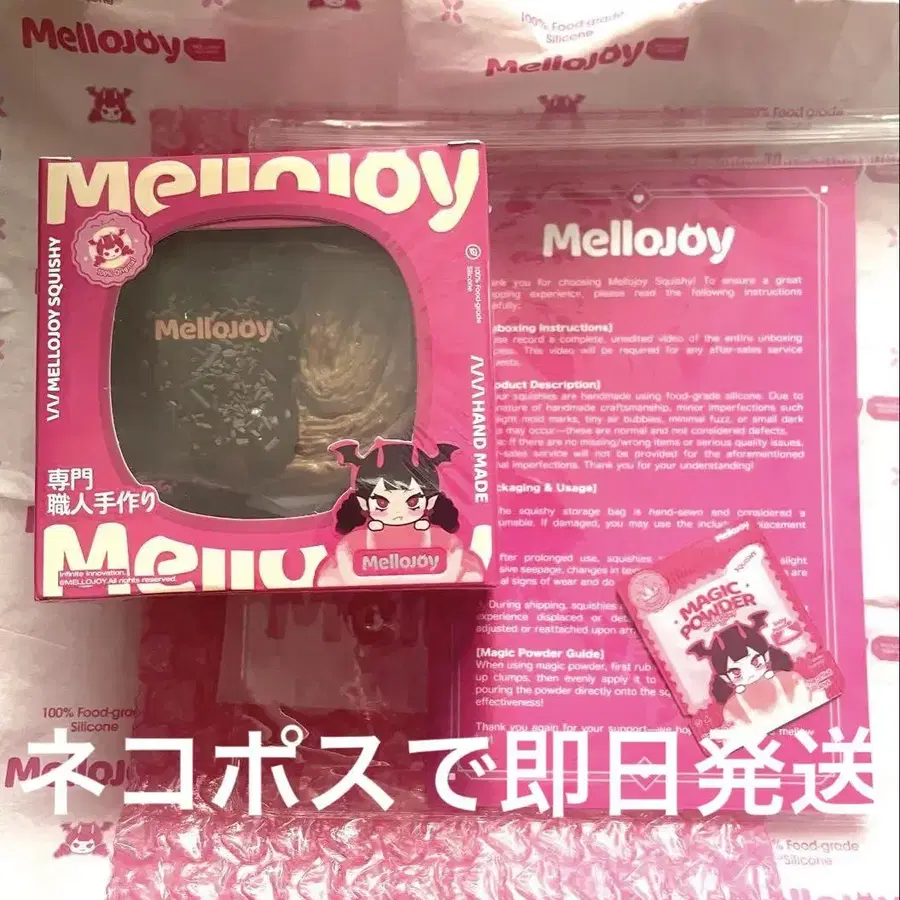 MelloJoy
100% Food-grade
Silicone
MelloJoy
MelloJoy
MELLOJOY SQUISHY
100% Original
100% Food-grade
Silicone
MelloJoy
HAND MADE
専門
職人手作り
MelloJoy
Infinite Innovation.
©MELLOJOY.All rights reserved.
MelloJoy
you for choosing Mellojoy Squishy! To ensure a great
experience, please read the following instructions
Instructions]
record a complete, unedited video of the entire unboxing
This video will be required for any after-sales service
Description]
squishies are handmade using food-grade silicone. Due to
nature of handmade craftsmanship, minor imperfections such
mold marks, tiny air bubbles, minimal fuzz, or small dark
may occur—these are normal and not considered defects.
If there are no missing/wrong items or serious quality issues,
service will not be provided for the aforementioned
imperfections. Thank you for your understanding!
& Usage]
squishy storage bag is hand-sewn and considered a
If damaged, you may use the
After prolonged use, squishies slight
seepage, changes in are
signs of wear and do
During shipping, squishies
experience displaced or
adjusted or reattached upon
[Magic Powder Guide]
When using magic powder, first rub
up clumps, then evenly apply it to
pouring the powder directly onto the
effectiveness!
Thank you again for your support—we mellow
MelloJoy
SQUISHY
MAGIC
POWDER
100% Food-grade
Silicone
ネコポスで即日発送
% Food-grade
Silicone